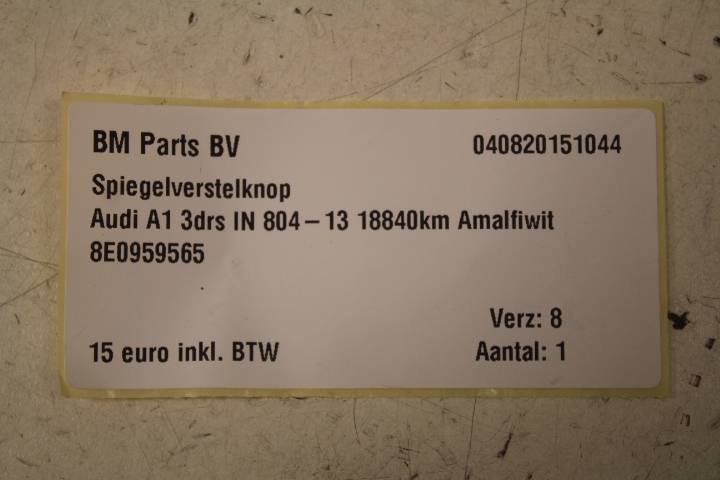 BM Parts BV 040820151044
Spiegelverstelknop
Audi A1 3drs IN 804-13 18840km Amalfiwit
8E0959565
Verz: 8
15 euro inkl. BTW Aantal: 1